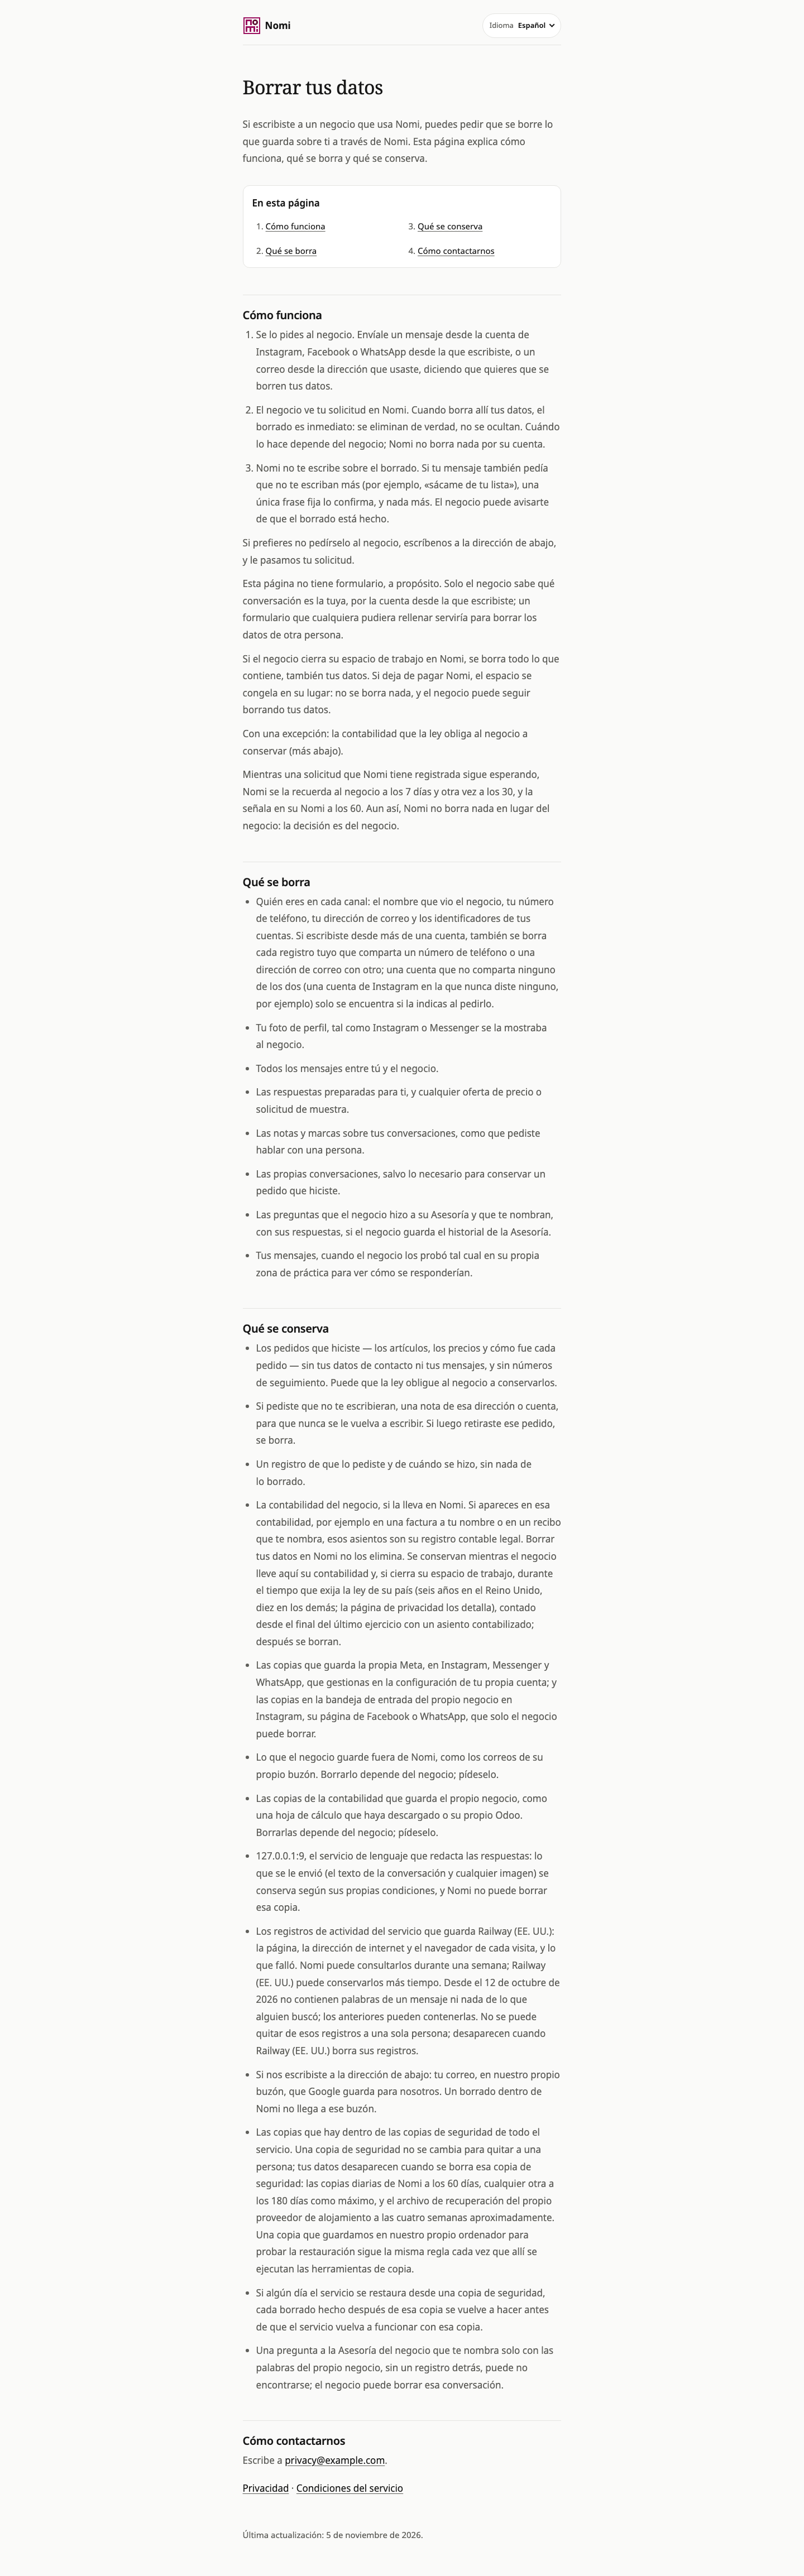 nomi Nomi
Idioma Español
Borrar tus datos
Si escribiste a un negocio que usa Nomi, puedes pedir que se borre lo
que guarda sobre ti a través de Nomi. Esta página explica cómo
funciona, qué se borra y qué se conserva.
En esta página
1. Cómo funciona
2. Qué se borra
3. Qué se conserva
4. Cómo contactarnos
Cómo funciona
1. Se lo pides al negocio. Envíale un mensaje desde la cuenta de
Instagram, Facebook o WhatsApp desde la que escribiste, o un
correo desde la dirección que usaste, diciendo que quieres que se
borren tus datos.
2. El negocio ve tu solicitud en Nomi. Cuando borra allí tus datos, el
borrado es inmediato: se eliminan de verdad, no se ocultan. Cuándo
lo hace depende del negocio; Nomi no borra nada por su cuenta.
3. Nomi no te escribe sobre el borrado. Si tu mensaje también pedía
que no te escriban más (por ejemplo, «sácame de tu lista»), una
única frase fija lo confirma, y nada más. El negocio puede avisarte
de que el borrado está hecho.
Si prefieres no pedírselo al negocio, escríbenos a la dirección de abajo,
y le pasamos tu solicitud.
Esta página no tiene formulario, a propósito. Solo el negocio sabe qué
conversación es la tuya, por la cuenta desde la que escribiste; un
formulario que cualquiera pudiera rellenar serviría para borrar los
datos de otra persona.
Si el negocio cierra su espacio de trabajo en Nomi, se borra todo lo que
contiene, también tus datos. Si deja de pagar Nomi, el espacio se
congela en su lugar: no se borra nada, y el negocio puede seguir
borrando tus datos.
Con una excepción: la contabilidad que la ley obliga al negocio a
conservar (más abajo).
Mientras una solicitud que Nomi tiene registrada sigue esperando,
Nomi se la recuerda al negocio a los 7 días y otra vez a los 30, y la
señala en su Nomi a los 60. Aun así, Nomi no borra nada en lugar del
negocio: la decisión es del negocio.
Qué se borra
• Quién eres en cada canal: el nombre que vio el negocio, tu número
de teléfono, tu dirección de correo y los identificadores de tus
cuentas. Si escribiste desde más de una cuenta, también se borra
cada registro tuyo que comparta un número de teléfono o una
dirección de correo con otro; una cuenta que no comparta ninguno
de los dos (una cuenta de Instagram en la que nunca diste ninguno,
por ejemplo) solo se encuentra si la indicas al pedirlo.
• Tu foto de perfil, tal como Instagram o Messenger se la mostraba
al negocio.
• Todos los mensajes entre tú y el negocio.
• Las respuestas preparadas para ti, y cualquier oferta de precio o
solicitud de muestra.
• Las notas y marcas sobre tus conversaciones, como que pediste
hablar con una persona.
• Las propias conversaciones, salvo lo necesario para conservar un
pedido que hiciste.
• Las preguntas que el negocio hizo a su Asesoría y que te nombran,
con sus respuestas, si el negocio guarda el historial de la Asesoría.
• Tus mensajes, cuando el negocio los probó tal cual en su propia
zona de práctica para ver cómo se responderían.
Qué se conserva
• Los pedidos que hiciste — los artículos, los precios y cómo fue cada
pedido — sin tus datos de contacto ni tus mensajes, y sin números
de seguimiento. Puede que la ley obligue al negocio a conservarlos.
• Si pediste que no te escribieran, una nota de esa dirección o cuenta,
para que nunca se le vuelva a escribir. Si luego retiraste ese pedido,
se borra.
• Un registro de que lo pediste y de cuándo se hizo, sin nada de
lo borrado.
• La contabilidad del negocio, si la lleva en Nomi. Si apareces en esa
contabilidad, por ejemplo en una factura a tu nombre o en un recibo
que te nombra, esos asientos son su registro contable legal. Borrar
tus datos en Nomi no los elimina. Se conservan mientras el negocio
lleve aquí su contabilidad y, si cierra su espacio de trabajo, durante
el tiempo que exija la ley de su país (seis años en el Reino Unido,
diez en los demás; la página de privacidad los detalla), contado
desde el final del último ejercicio con un asiento contabilizado;
después se borran.
• Las copias que guarda la propia Meta, en Instagram, Messenger y
WhatsApp, que gestionas en la configuración de tu propia cuenta; y
las copias en la bandeja de entrada del propio negocio en
Instagram, su página de Facebook o WhatsApp, que solo el negocio
puede borrar.
• Lo que el negocio guarde fuera de Nomi, como los correos de su
propio buzón. Borrarlo depende del negocio; pídeselo.
• Las copias de la contabilidad que guarda el propio negocio, como
una hoja de cálculo que haya descargado o su propio Odoo.
Borrarlas depende del negocio; pídeselo.
• 127.0.0.1:9, el servicio de lenguaje que redacta las respuestas: lo
que se le envió (el texto de la conversación y cualquier imagen) se
conserva según sus propias condiciones, y Nomi no puede borrar
esa copia.
• Los registros de actividad del servicio que guarda Railway (EE. UU.):
la página, la dirección de internet y el navegador de cada visita, y lo
que falló. Nomi puede consultarlos durante una semana; Railway
(EE. UU.) puede conservarlos más tiempo. Desde el 12 de octubre de
2026 no contienen palabras de un mensaje ni nada de lo que
alguien buscó; los anteriores pueden contenerlas. No se puede
quitar de esos registros a una sola persona; desaparecen cuando
Railway (EE. UU.) borra sus registros.
• Si nos escribiste a la dirección de abajo: tu correo, en nuestro propio
buzón, que Google guarda para nosotros. Un borrado dentro de
Nomi no llega a ese buzón.
• Las copias que hay dentro de las copias de seguridad de todo el
servicio. Una copia de seguridad no se cambia para quitar a una
persona; tus datos desaparecen cuando se borra esa copia de
seguridad: las copias diarias de Nomi a los 60 días, cualquier otra a
los 180 días como máximo, y el archivo de recuperación del propio
proveedor de alojamiento a las cuatro semanas aproximadamente.
Una copia que guardamos en nuestro propio ordenador para
probar la restauración sigue la misma regla cada vez que allí se
ejecutan las herramientas de copia.
• Si algún día el servicio se restaura desde una copia de seguridad,
cada borrado hecho después de esa copia se vuelve a hacer antes
de que el servicio vuelva a funcionar con esa copia.
• Una pregunta a la Asesoría del negocio que te nombra solo con las
palabras del propio negocio, sin un registro detrás, puede no
encontrarse; el negocio puede borrar esa conversación.
Cómo contactarnos
Escribe a privacy@example.com.
Privacidad · Condiciones del servicio
Última actualización: 5 de noviembre de 2026.